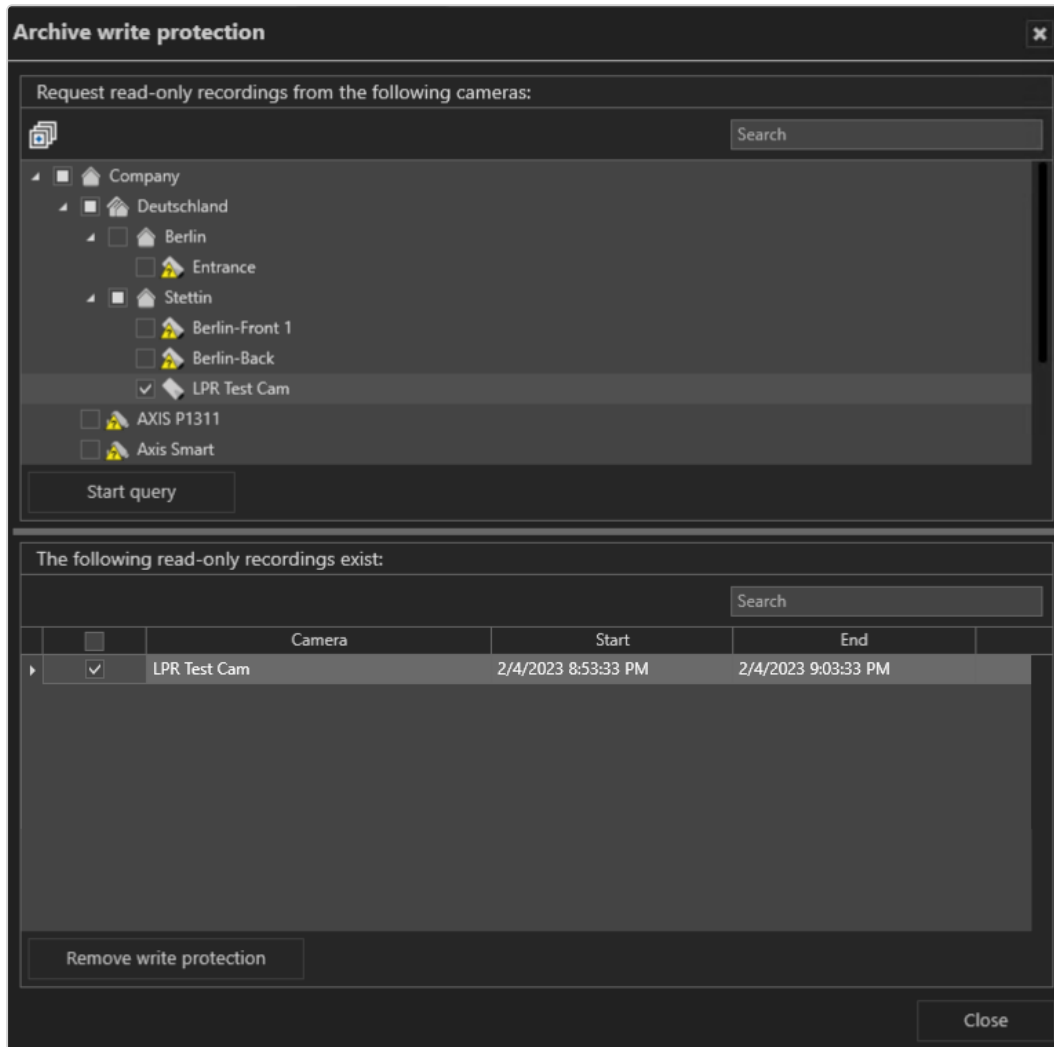 Archive write protection
Request read-only recordings from the following cameras:
Search
Company
Deutschland
Berlin
Entrance
Stettin
Berlin-Front 1
Berlin-Back
LPR Test Cam
AXIS P1311
Axis Smart
Start query
The following read-only recordings exist:
Search
Camera Start End
LPR Test Cam 2/4/2023 8:53:33 PM 2/4/2023 9:03:33 PM
Remove write protection
Close